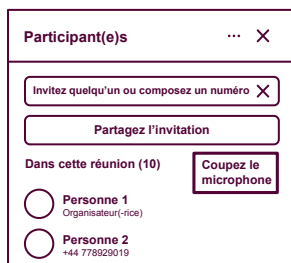 Participant(e)s ...
Invitez quelqu'un ou composez un numéro
Partagez l'invitation
Dans cette réunion (10)
Coupez le
microphone
Personne 1
Organisateur(-rice)
Personne 2
+44 778929019